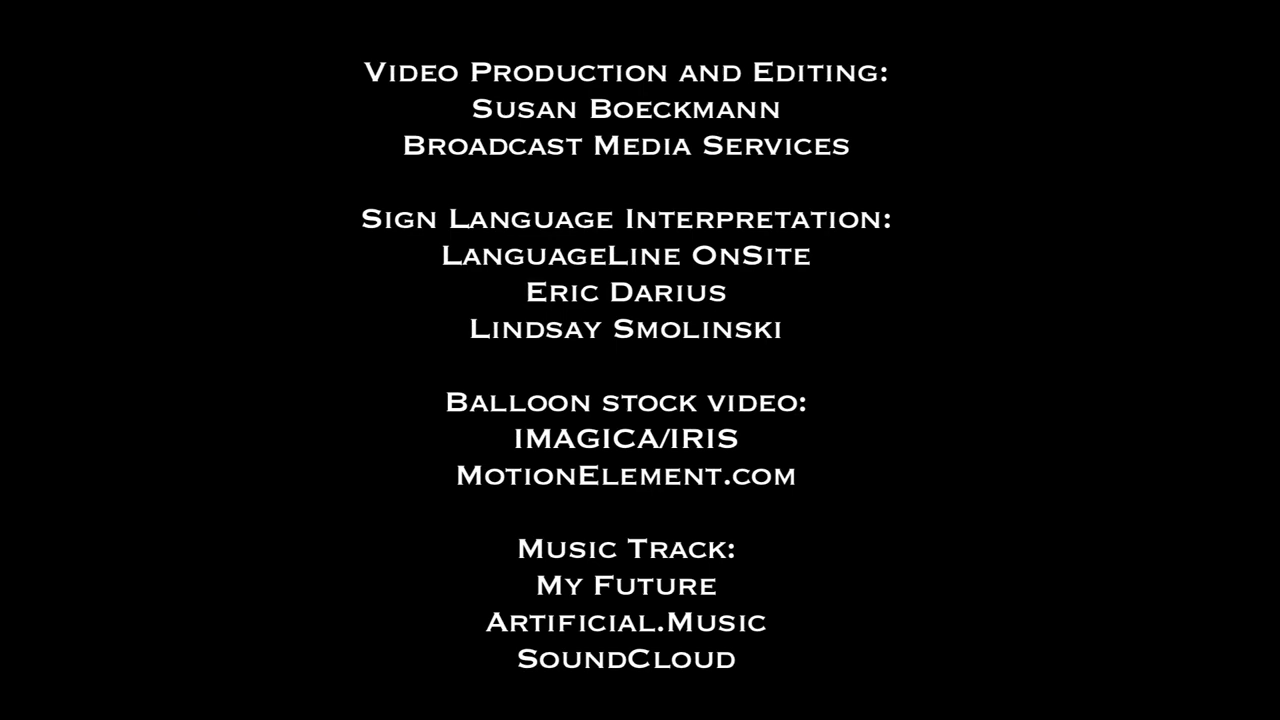 Video Production and Editing:
Susan Boeckmann
Broadcast Media Services
Sign Language Interpretation:
LanguageLine OnSite
Eric Darius
Lindsay Smolinski
Balloon stock video:
IMAGICA/IRIS
MotionElement.com
Music Track:
My Future
Artificial.Music
SoundCloud